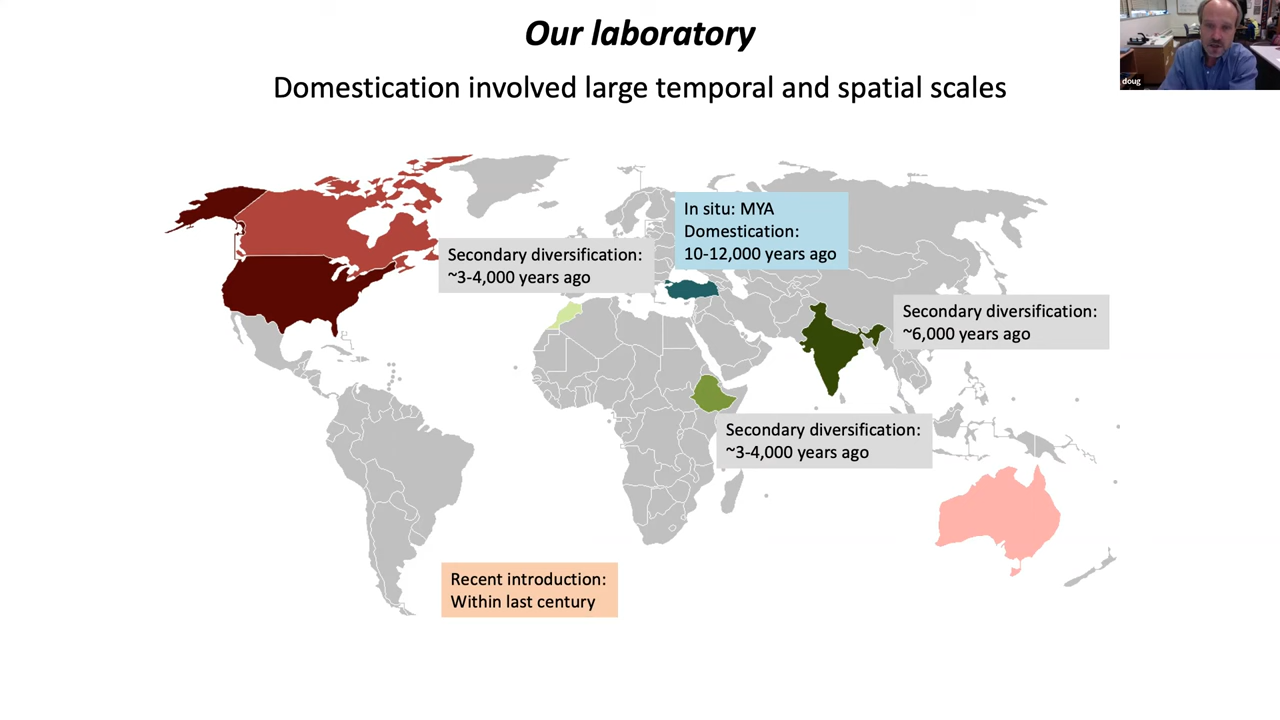 Our laboratory
Domestication involved large temporal and spatial scales
doug
In situ: MYA
Domestication:
10-12,000 years ago
Secondary diversification:
~3-4,000 years ago
Secondary diversification:
~6,000 years ago
Secondary diversification:
~3-4,000 years ago
Recent introduction:
Within last century